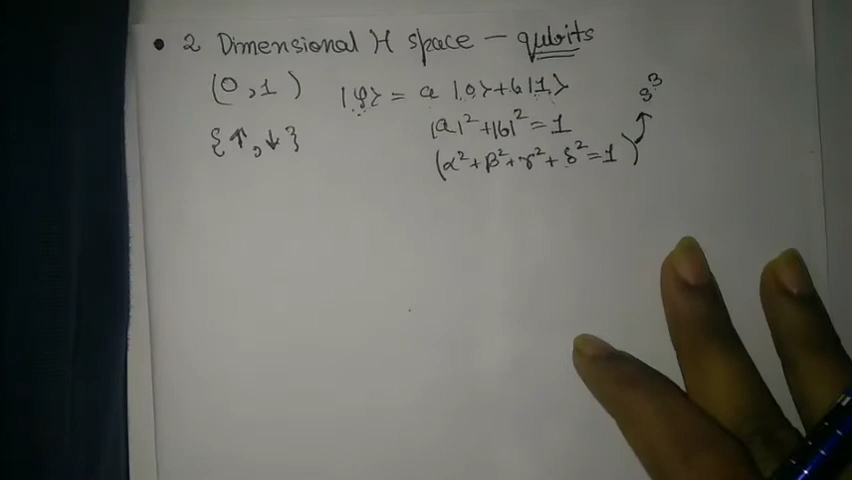 • 2 Dimensional H space – qubits
(0,1) |φ⟩ = a |0⟩+b|1⟩
{↑,↓} |a|²+|b|²=1
(α²+β²+γ²+δ²=1) → S³